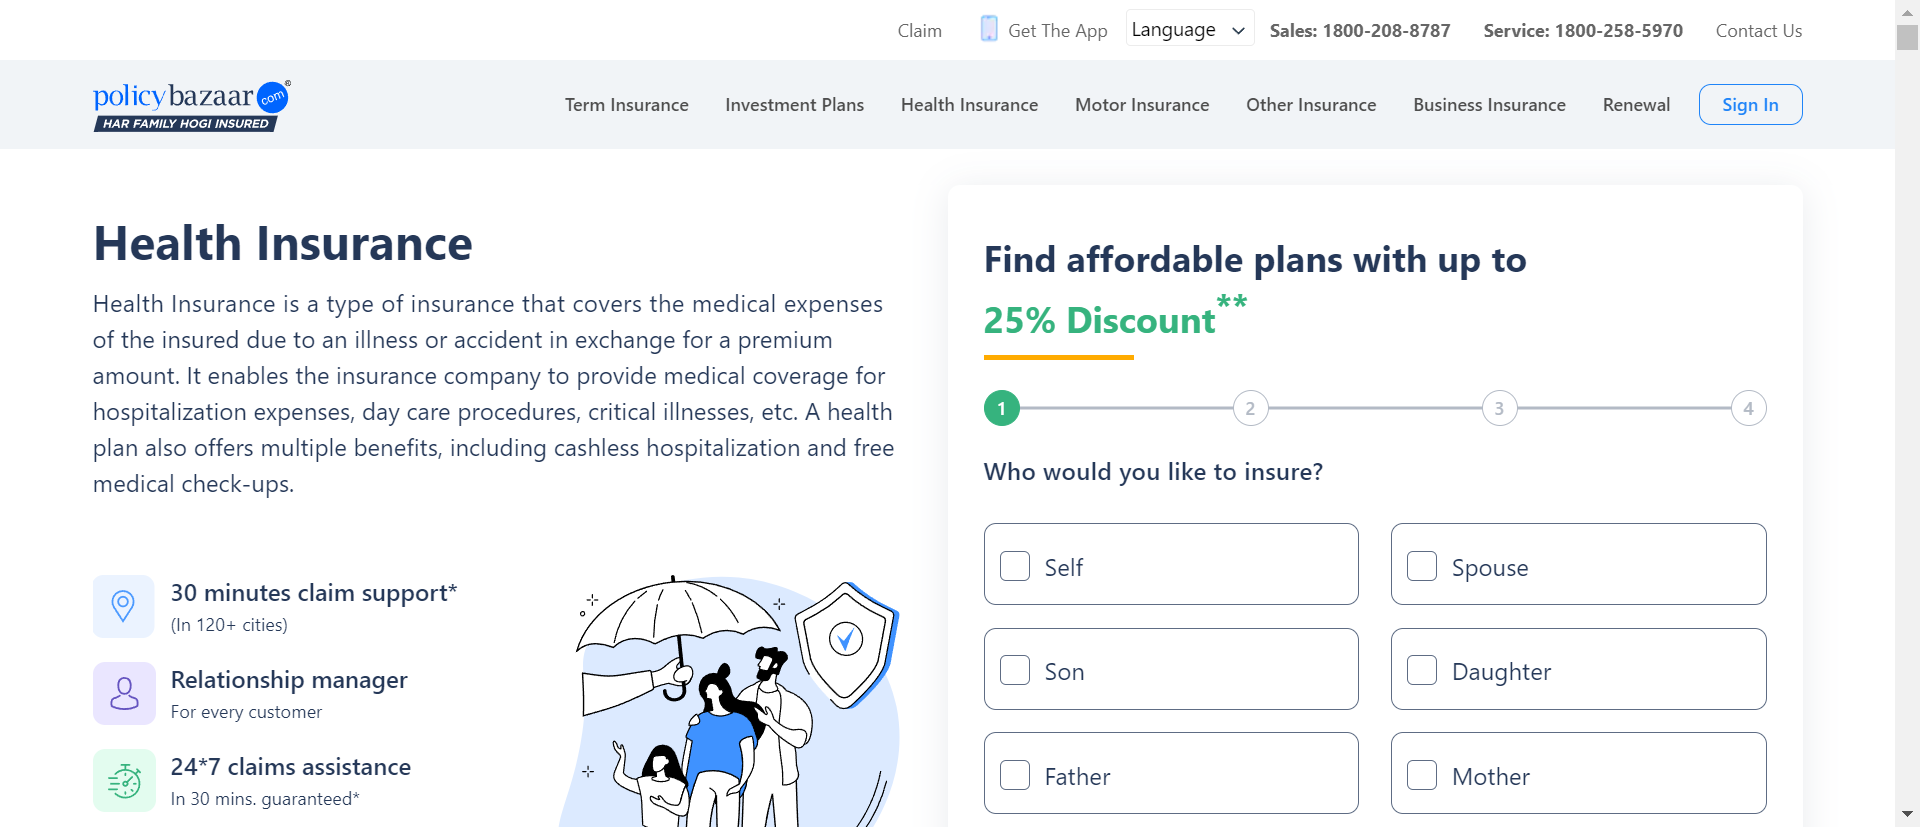 Claim Get The App Language Sales: 1800-208-8787 Service: 1800-258-5970 Contact Us
policybazaar com ®
HAR FAMILY HOGI INSURED
Term Insurance Investment Plans Health Insurance Motor Insurance Other Insurance Business Insurance Renewal Sign In
Health Insurance
Health Insurance is a type of insurance that covers the medical expenses
of the insured due to an illness or accident in exchange for a premium
amount. It enables the insurance company to provide medical coverage for
hospitalization expenses, day care procedures, critical illnesses, etc. A health
plan also offers multiple benefits, including cashless hospitalization and free
medical check-ups.
30 minutes claim support*
(In 120+ cities)
Relationship manager
For every customer
24*7 claims assistance
In 30 mins. guaranteed*
Find affordable plans with up to
25% Discount**
1 2 3 4
Who would you like to insure?
Self Spouse
Son Daughter
Father Mother